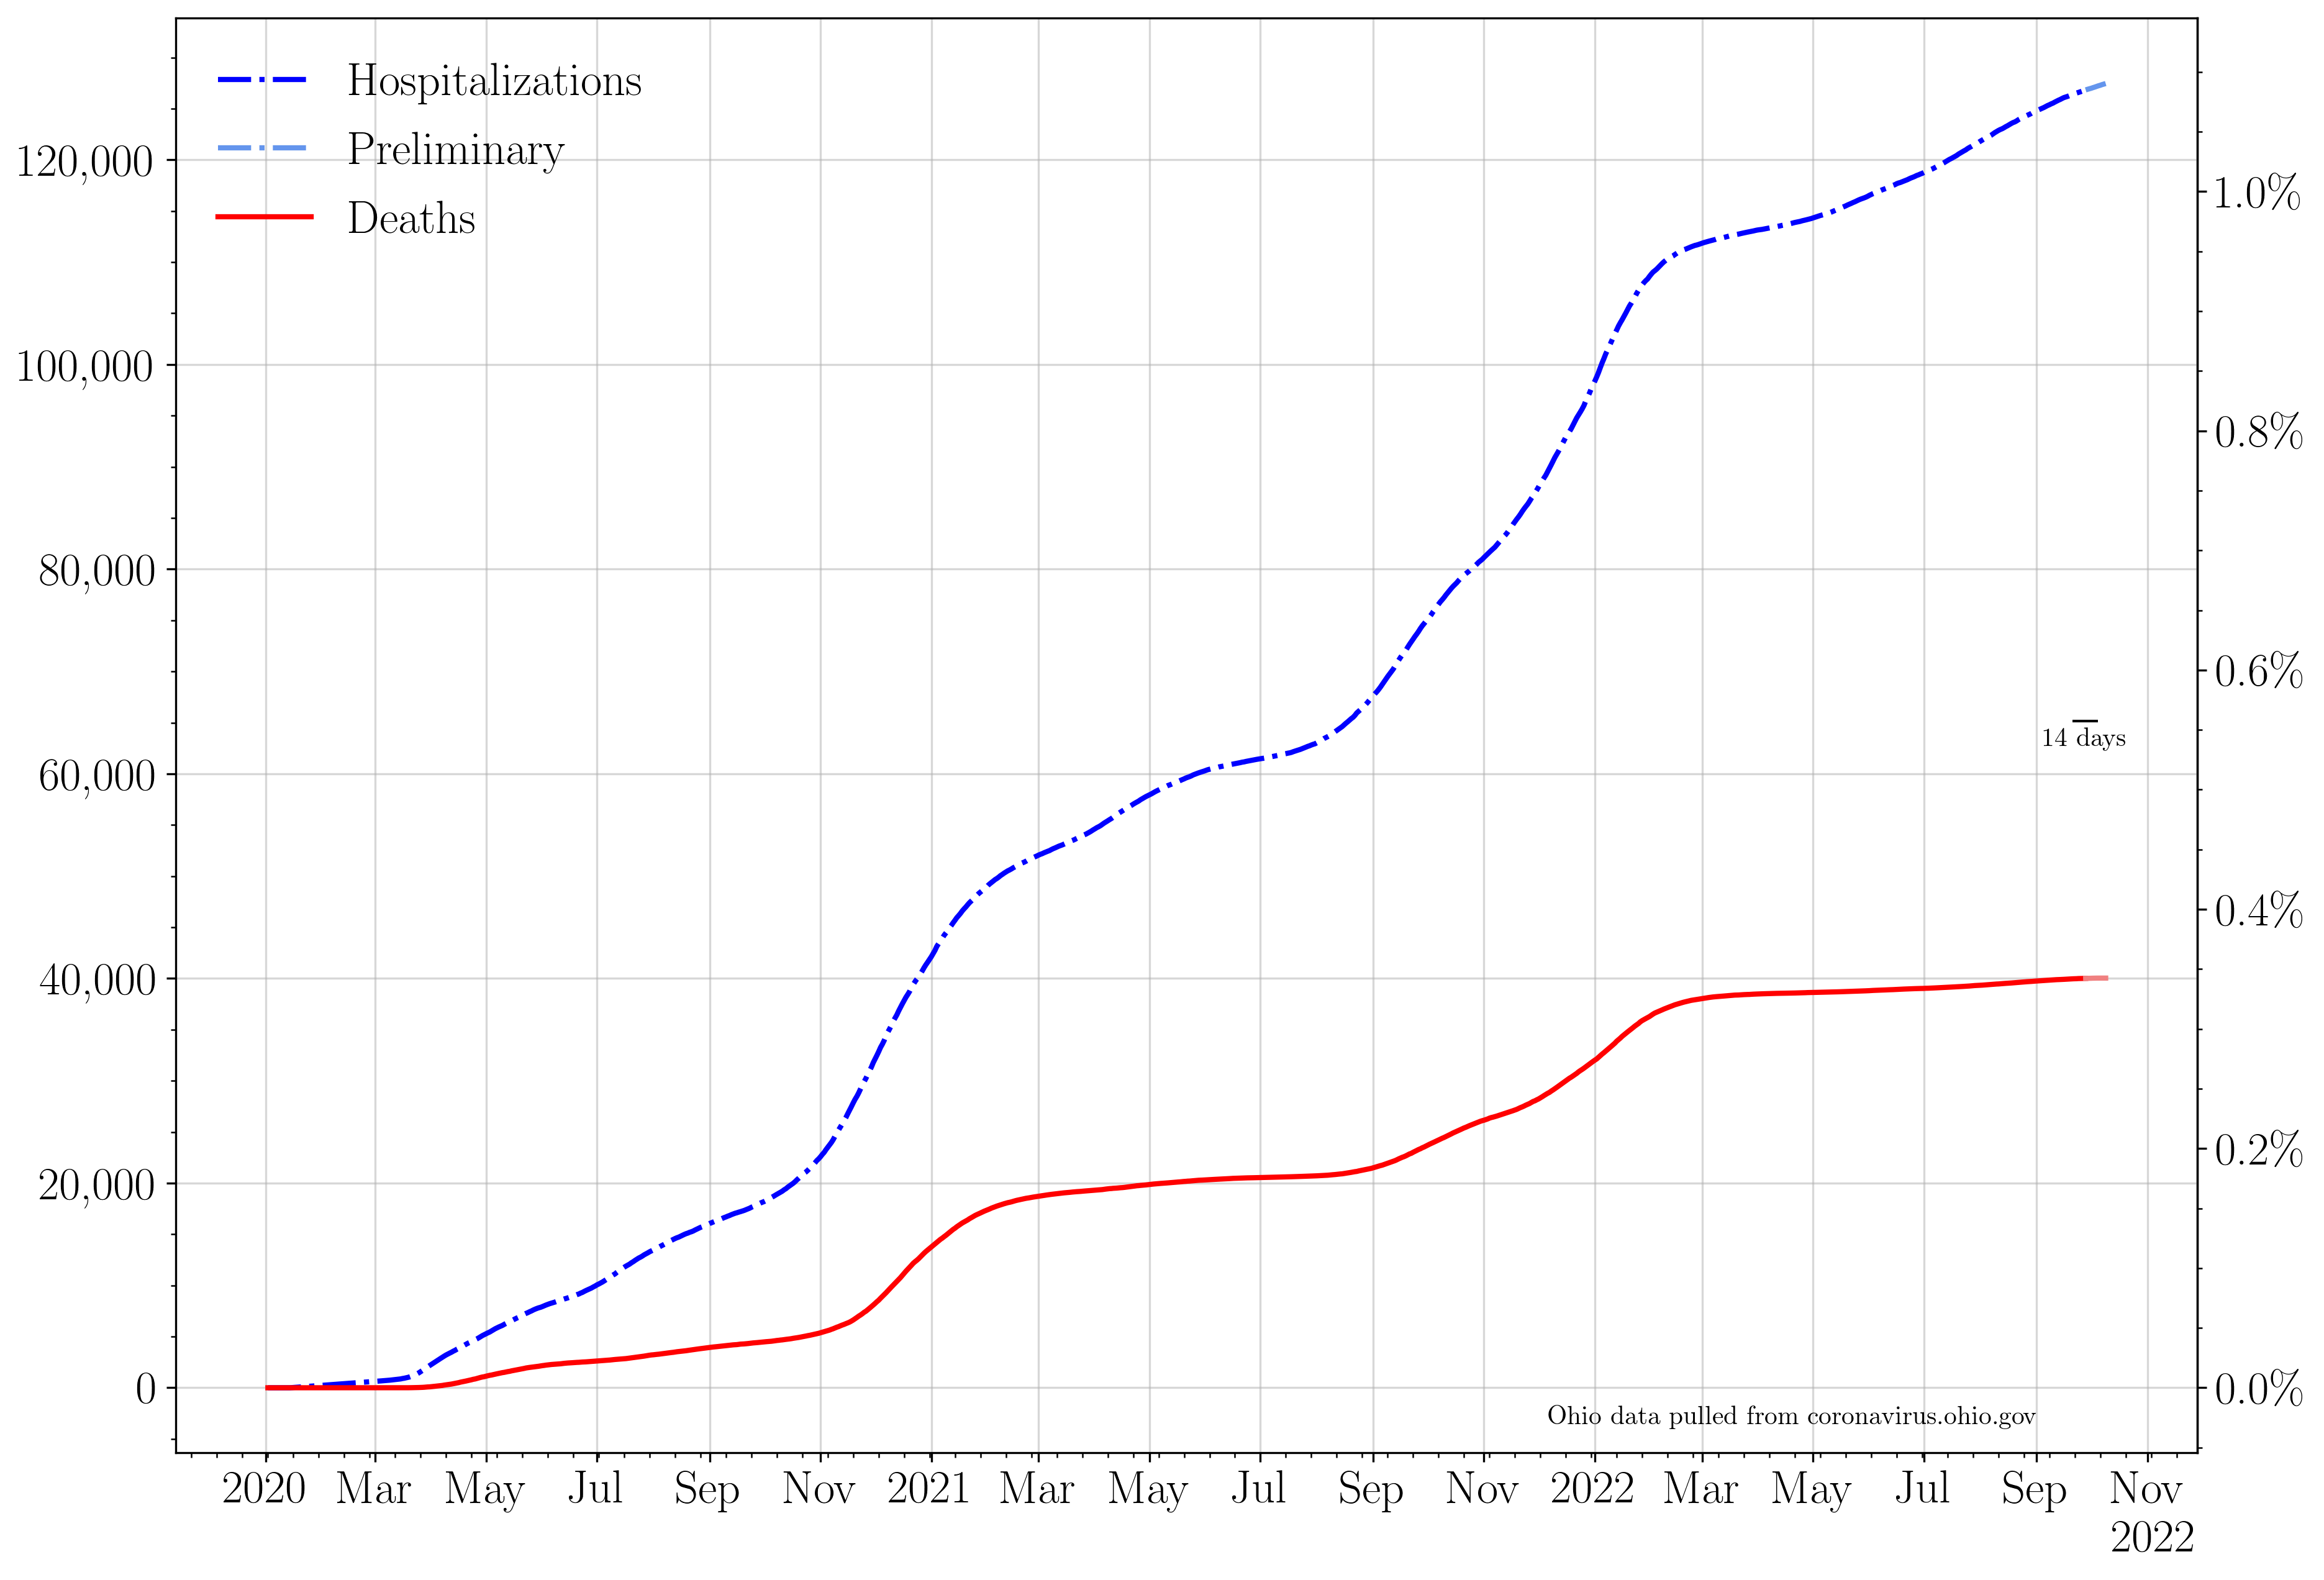 Hospitalizations
Preliminary
Deaths
120,000
100,000
80,000
60,000
40,000
20,000
0
1.0%
0.8%
0.6%
0.4%
0.2%
0.0%
14 days
Ohio data pulled from coronavirus.ohio.gov
2020 Mar May Jul Sep Nov 2021 Mar May Jul Sep Nov 2022 Mar May Jul Sep Nov
2022